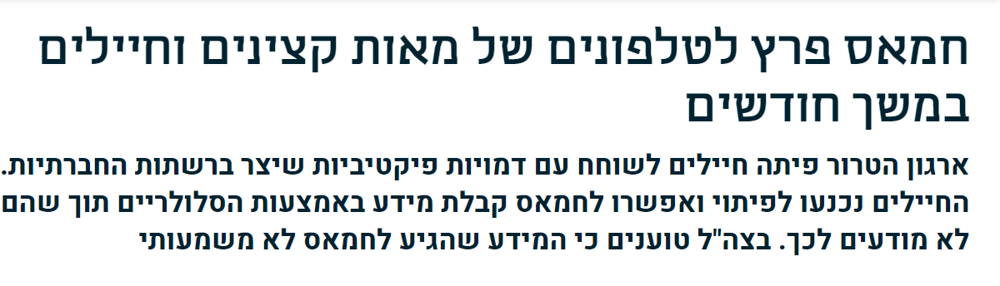 חמאס פרץ לטלפונים של מאות קצינים וחיילים
במשך חודשים
ארגון הטרור פיתה חיילים לשוחח עם דמויות פיקטיביות שיצר ברשתות החברתיות.
החיילים נכנעו לפיתוי ואפשרו לחמאס קבלת מידע באמצעות הסלולריים תוך שהם
לא מודעים לכך. בצה"ל טוענים כי המידע שהגיע לחמאס לא משמעותי